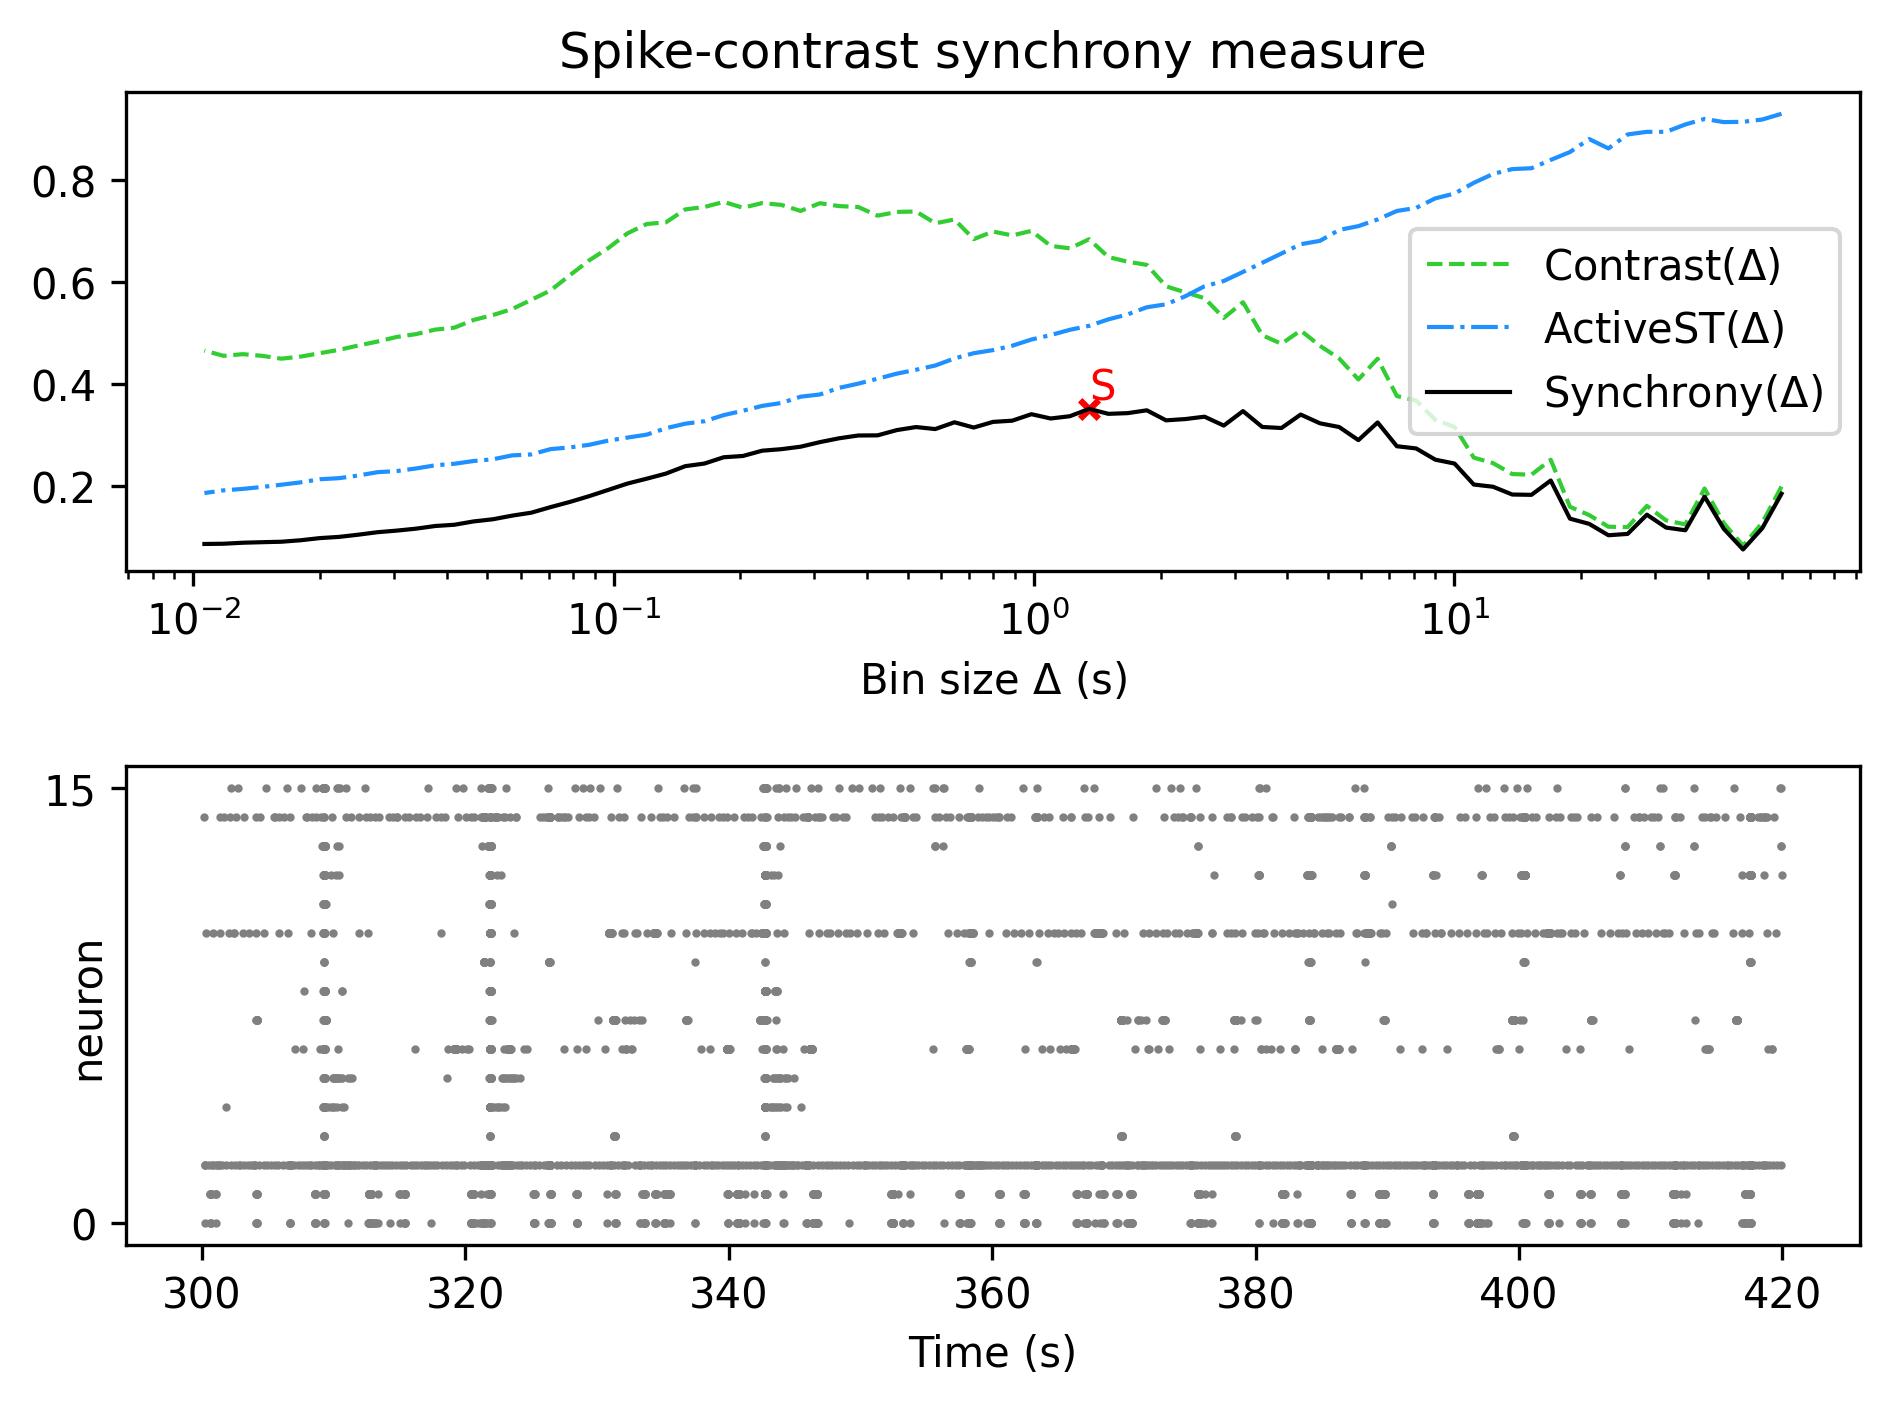 Spike-contrast synchrony measure
0.8
0.6
0.4
0.2
S
Contrast(Δ)
ActiveST(Δ)
Synchrony(Δ)
10⁻² 10⁻¹ 10⁰ 10¹
Bin size Δ (s)
15
neuron
0
300 320 340 360 380 400 420
Time (s)